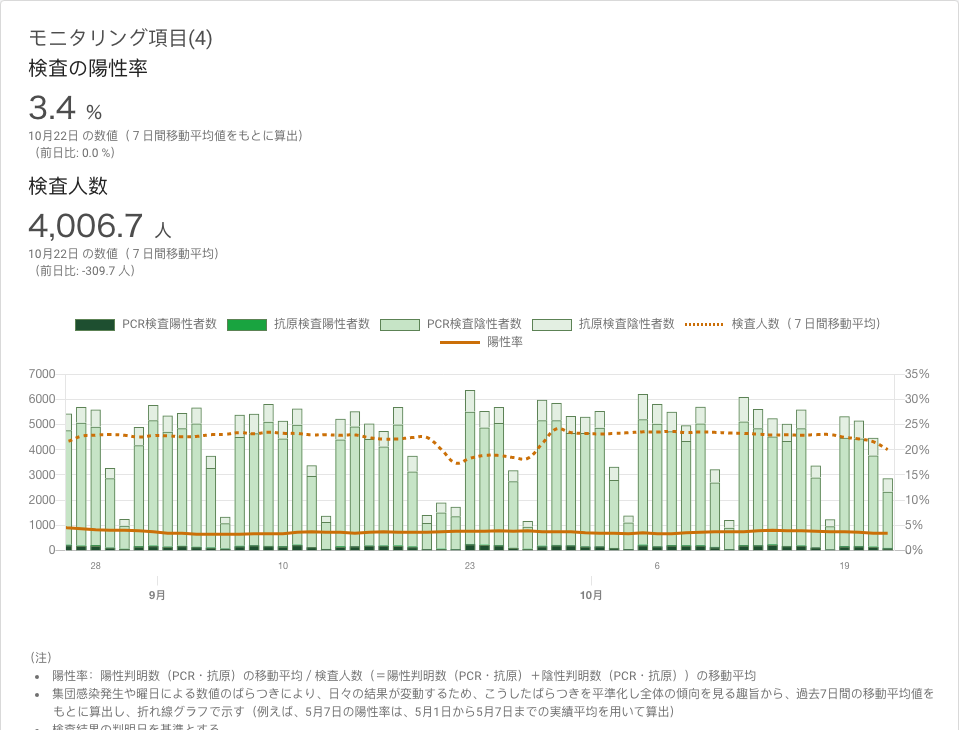 モニタリング項目(4)
検査の陽性率
3.4 %
10月22日 の数値（７日間移動平均値をもとに算出）
（前日比: 0.0 %）
検査人数
4,006.7 人
10月22日 の数値（７日間移動平均）
（前日比: -309.7 人）
PCR検査陽性者数 抗原検査陽性者数 PCR検査陰性者数 抗原検査陰性者数 検査人数（７日間移動平均）
陽性率
7000 35%
6000 30%
5000 25%
4000 20%
3000 15%
2000 10%
1000 5%
0 0%
28 10 23 6 19
9月 10月
（注）
• 陽性率：陽性判明数（PCR・抗原）の移動平均 / 検査人数（＝陽性判明数（PCR・抗原）＋陰性判明数（PCR・抗原））の移動平均
• 集団感染発生や曜日による数値のばらつきにより、日々の結果が変動するため、こうしたばらつきを平準化し全体の傾向を見る趣旨から、過去7日間の移動平均値を
もとに算出し、折れ線グラフで示す（例えば、5月7日の陽性率は、5月1日から5月7日までの実績平均を用いて算出）
• 検査結果の判明日を基準とする